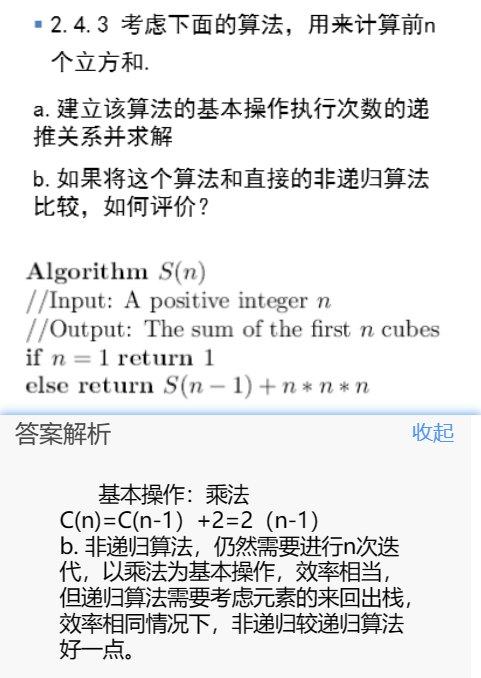 ▪ 2.4.3 考虑下面的算法，用来计算前n
个立方和.
a.建立该算法的基本操作执行次数的递
推关系并求解
b.如果将这个算法和直接的非递归算法
比较，如何评价？
Algorithm S(n)
//Input: A positive integer n
//Output: The sum of the first n cubes
if n = 1 return 1
else return S(n − 1) + n ∗ n ∗ n
答案解析 收起
基本操作：乘法
C(n)=C(n-1）+2=2（n-1）
b. 非递归算法，仍然需要进行n次迭
代，以乘法为基本操作，效率相当，
但递归算法需要考虑元素的来回出栈，
效率相同情况下，非递归较递归算法
好一点。